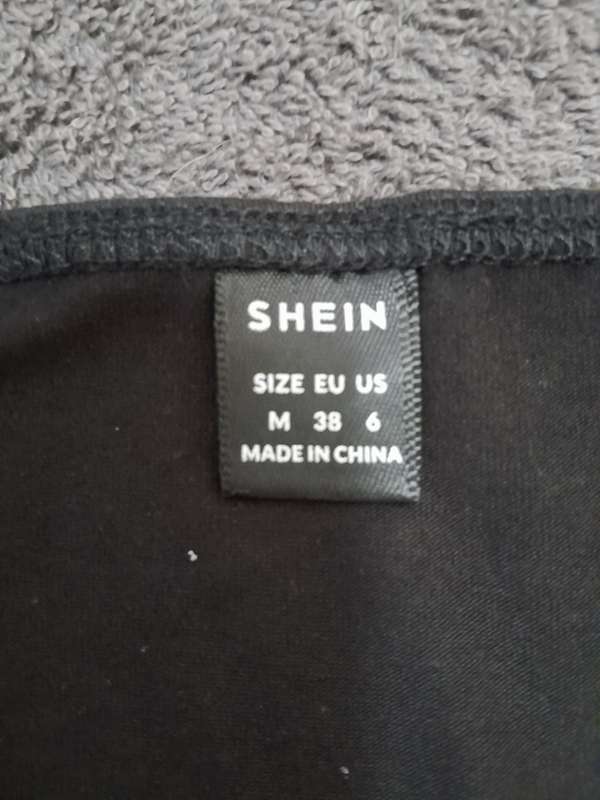 SHEIN
SIZE EU US
M 38 6
MADE IN CHINA